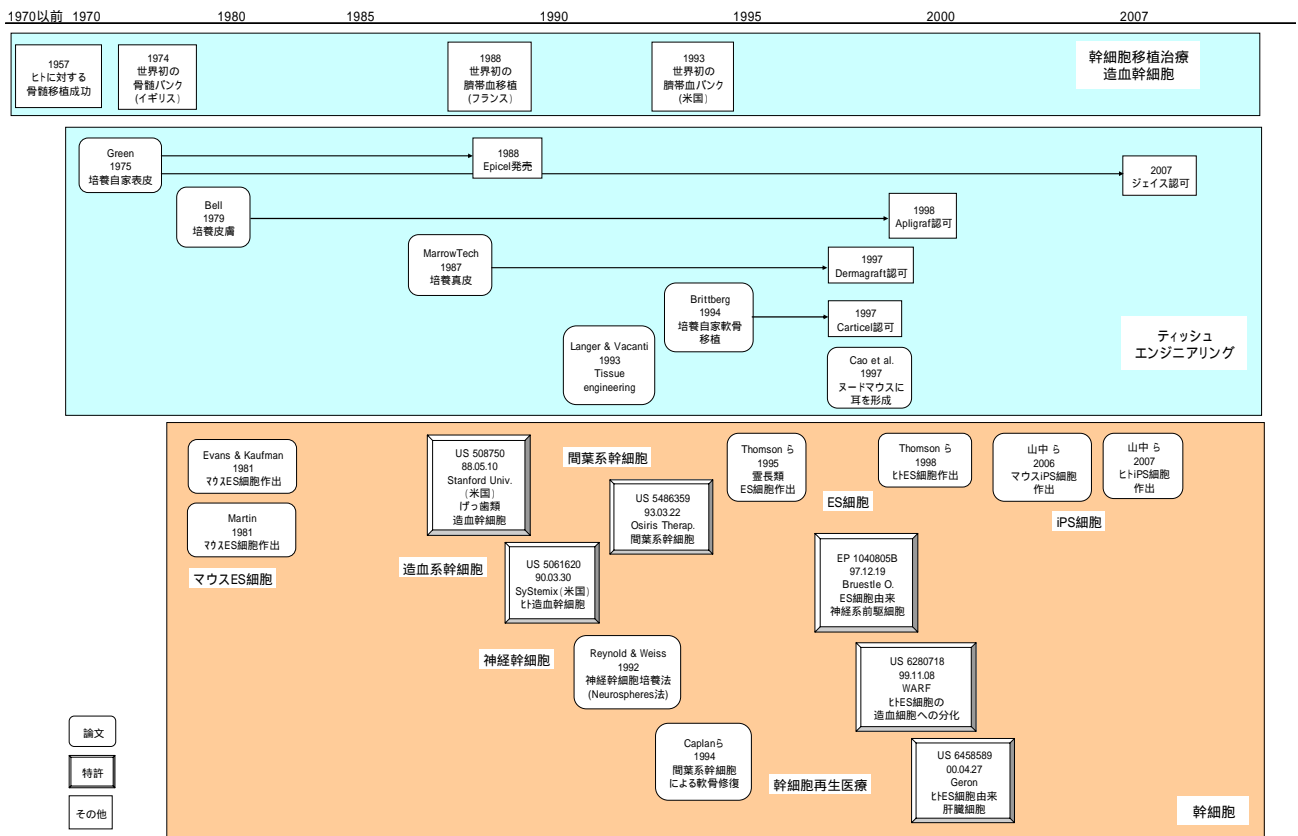 1970以前
1970
1980
1985
1990
1995
2000
2007
1957
ヒトに対する
骨髄移植成功
1974
世界初の
骨髄バンク
(イギリス)
1988
世界初の
臍帯血移植
(フランス)
1993
世界初の
臍帯血バンク
(米国)
幹細胞移植治療
造血幹細胞
Green
1975
培養自家表皮
1988
Epicel発売
2007
ジェイス認可
Bell
1979
培養皮膚
1998
Apligraf認可
MarrowTech
1987
培養真皮
1997
Dermagraft認可
Brittberg
1994
培養自家軟骨
移植
1997
Carticel認可
Langer & Vacanti
1993
Tissue
engineering
Cao et al.
1997
ヌードマウスに
耳を形成
ティッシュ
エンジニアリング
Evans & Kaufman
1981
マウスES細胞作出
Martin
1981
マウスES細胞作出
マウスES細胞
US 508750
88.05.10
Stanford Univ.
(米国)
げっ歯類
造血幹細胞
造血系幹細胞
US 5061620
90.03.30
SyStemix(米国)
ヒト造血幹細胞
間葉系幹細胞
US 5486359
93.03.22
Osiris Therap.
間葉系幹細胞
Thomson ら
1995
霊長類
ES細胞作出
ES細胞
Thomson ら
1998
ヒトES細胞作出
山中 ら
2006
マウスiPS細胞
作出
山中 ら
2007
ヒトiPS細胞
作出
iPS細胞
EP 1040805B
97.12.19
Bruestle O.
ES細胞由来
神経系前駆細胞
神経幹細胞
Reynold & Weiss
1992
神経幹細胞培養法
(Neurospheres法)
US 6280718
99.11.08
WARF
ヒトES細胞の
造血細胞への分化
Caplanら
1994
間葉系幹細胞
による軟骨修復
幹細胞再生医療
US 6458589
00.04.27
Geron
ヒトES細胞由来
肝臓細胞
幹細胞
論文
特許
その他